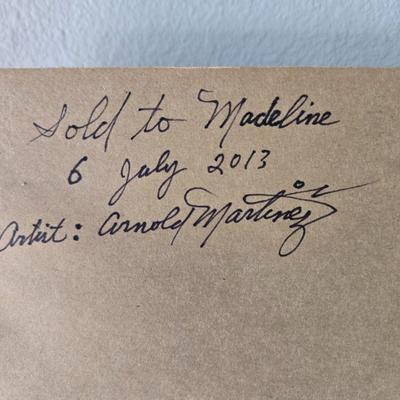 Sold to Madeline
6 July 2013
Artist: Arnold Martinez